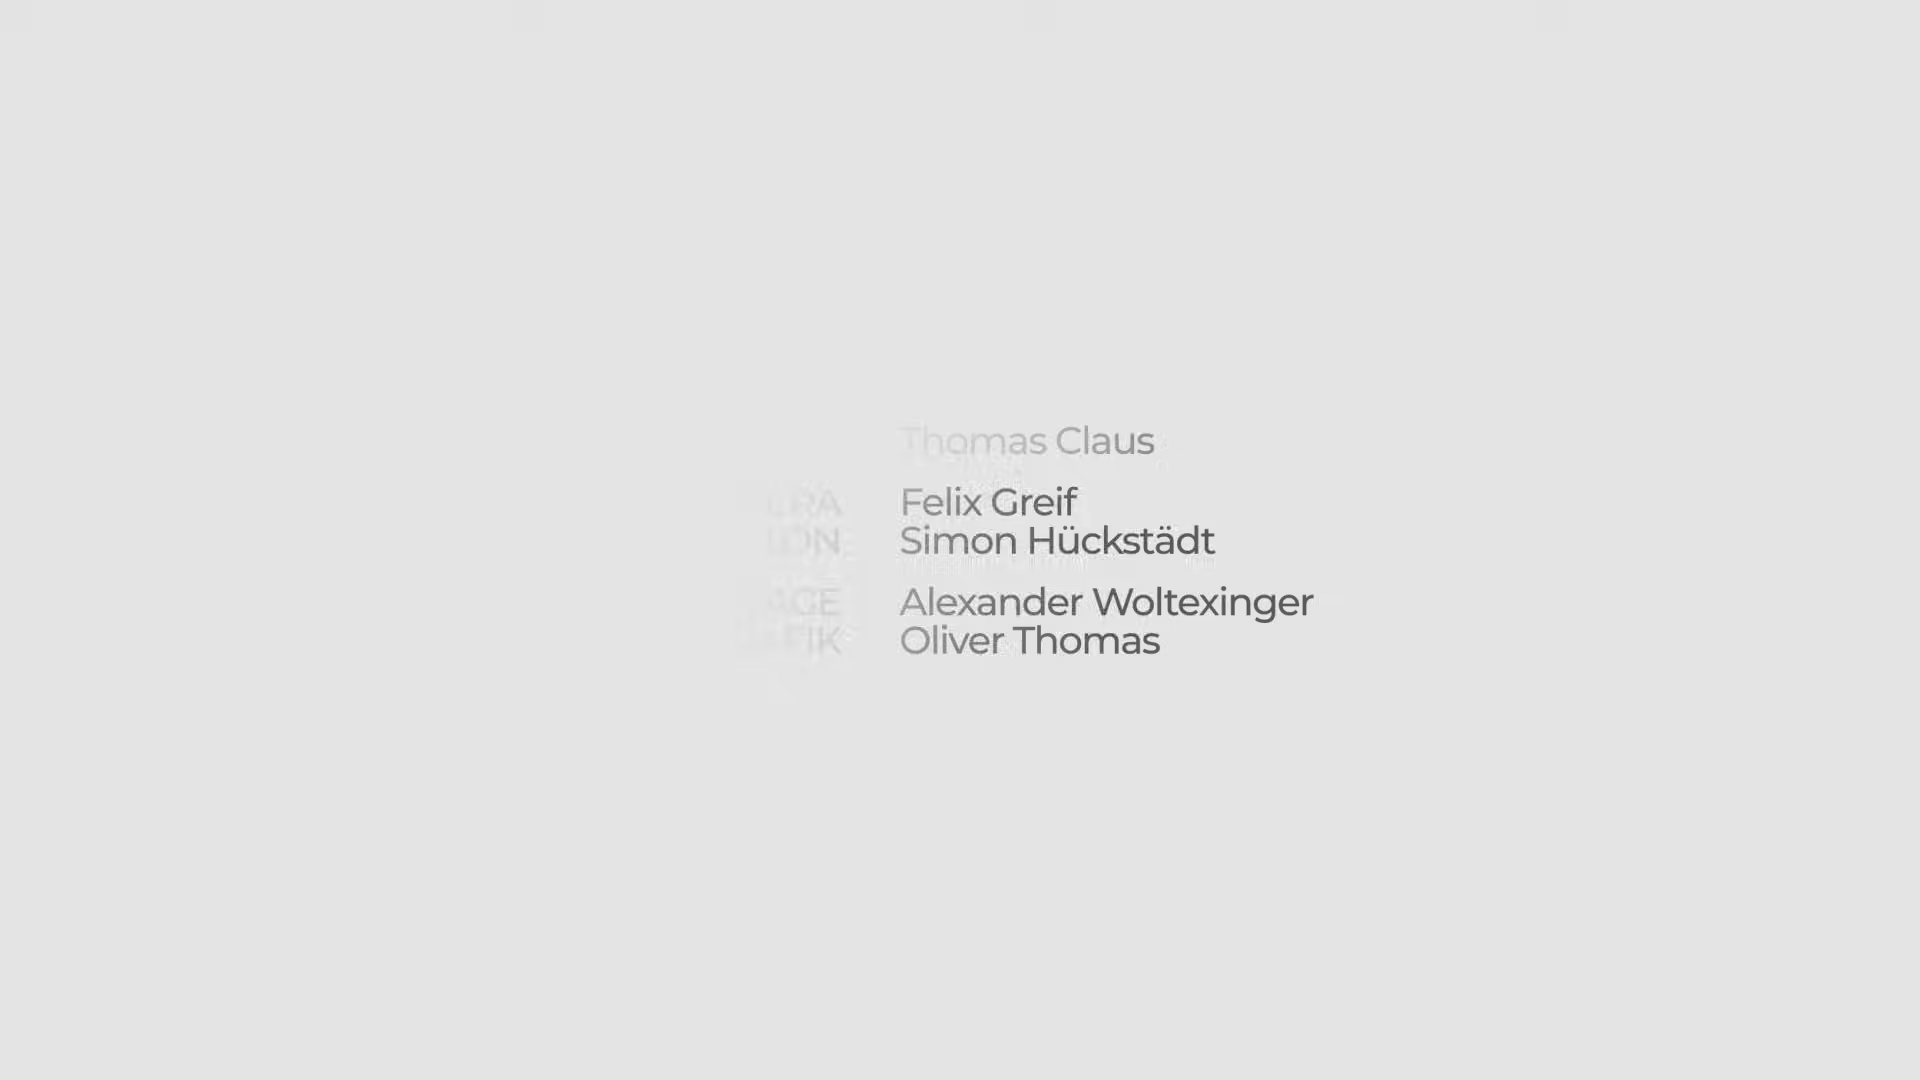 Thomas Claus
Felix Greif
Simon Hückstädt
Alexander Woltexinger
Oliver Thomas